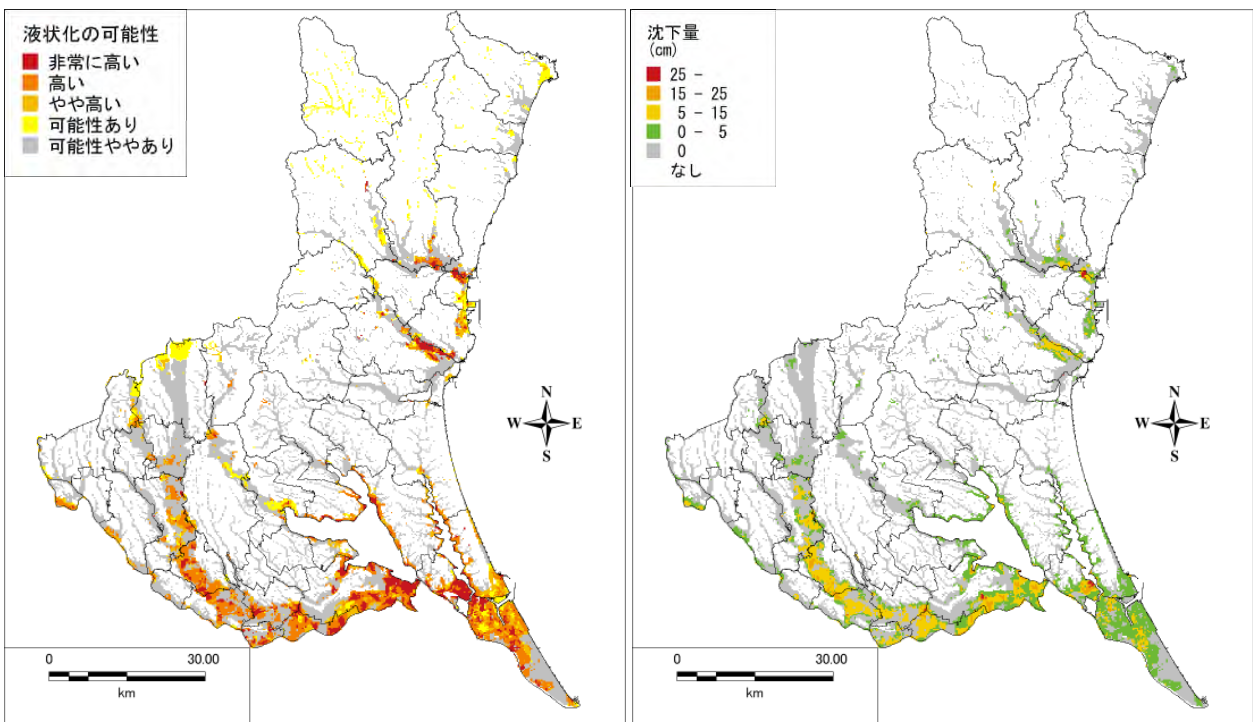 液状化の可能性
非常に高い
高い
やや高い
可能性あり
可能性ややあり
N
W E
S
0 30.00
km
沈下量
(cm)
25 -
15 - 25
5 - 15
0 - 5
0
なし
N
W E
S
0 30.00
km